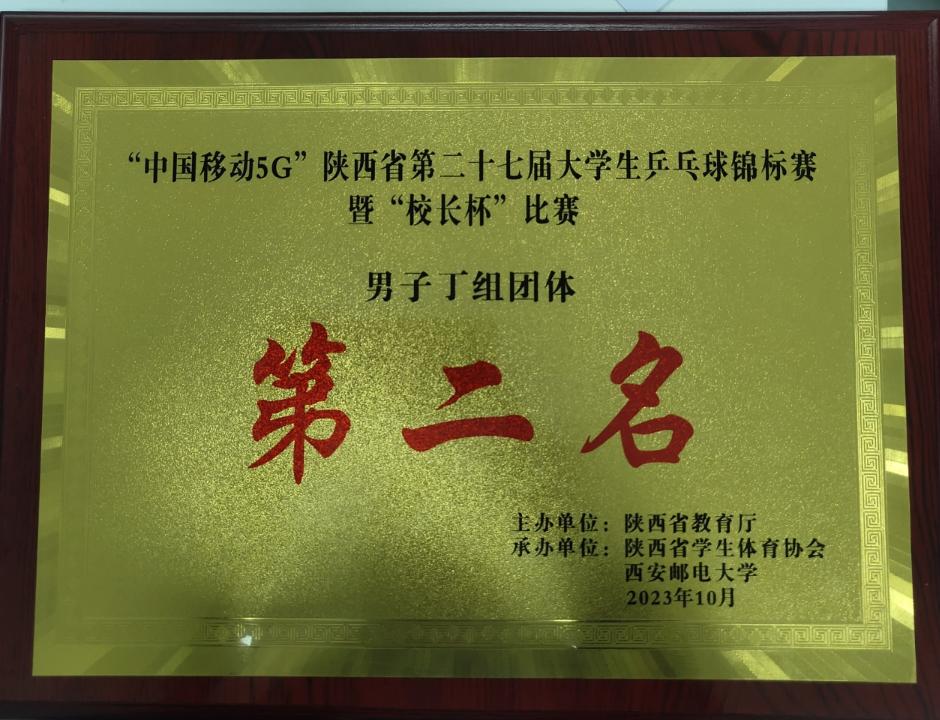 “中国移动5G”陕西省第二十七届大学生乒乓球锦标赛
暨“校长杯”比赛
男子丁组团体
第二名
主办单位：陕西省教育厅
承办单位：陕西省学生体育协会
西安邮电大学
2023年10月